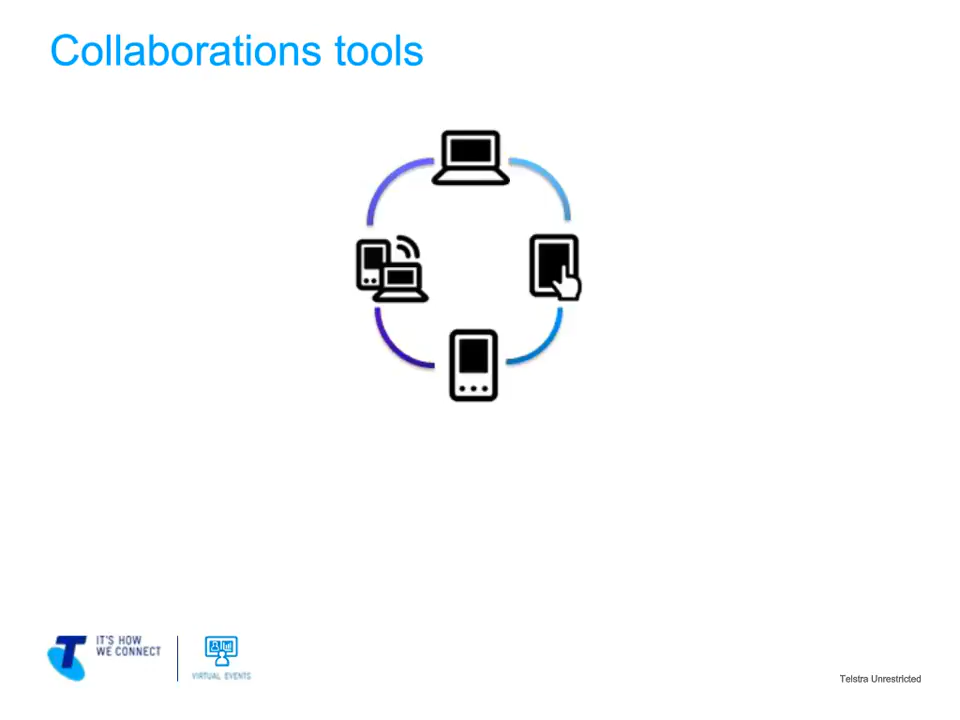 Collaborations tools
IT'S HOW
WE CONNECT
VIRTUAL EVENTS
Telstra Unrestricted